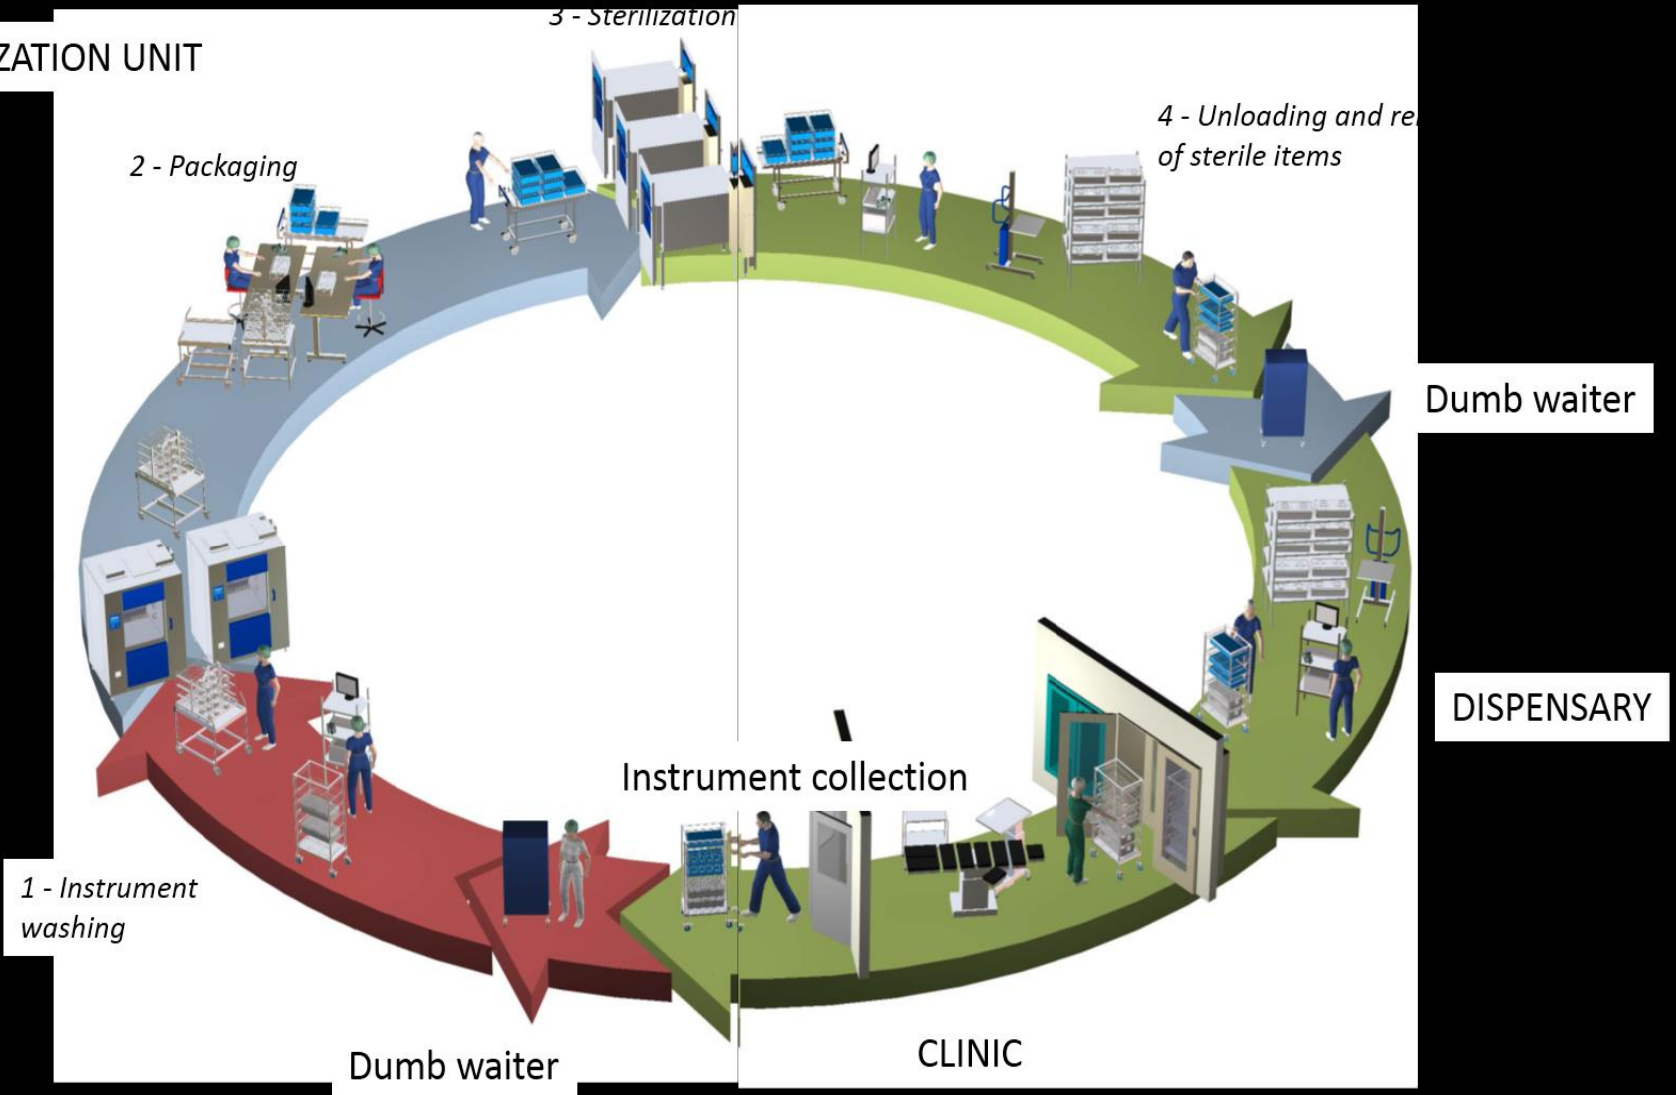 3 - Sterilization
ZATION UNIT
4 - Unloading and re
of sterile items
2 - Packaging
Dumb waiter
DISPENSARY
Instrument collection
1 - Instrument
washing
CLINIC
Dumb waiter